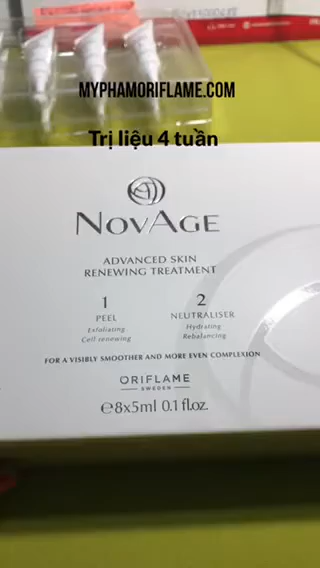 MYPHAMORIFLAME.COM
Trị liệu 4 tuần
NOVAGE
ADVANCED SKIN
RENEWING TREATMENT
1
PEEL
Exfoliating
Cell renewing
2
NEUTRALISER
Hydrating
Rebalancing
FOR A VISIBLY SMOOTHER AND MORE EVEN COMPLEXION
ORIFLAME
SWEDEN
℮8x5ml 0.1 fl.oz.